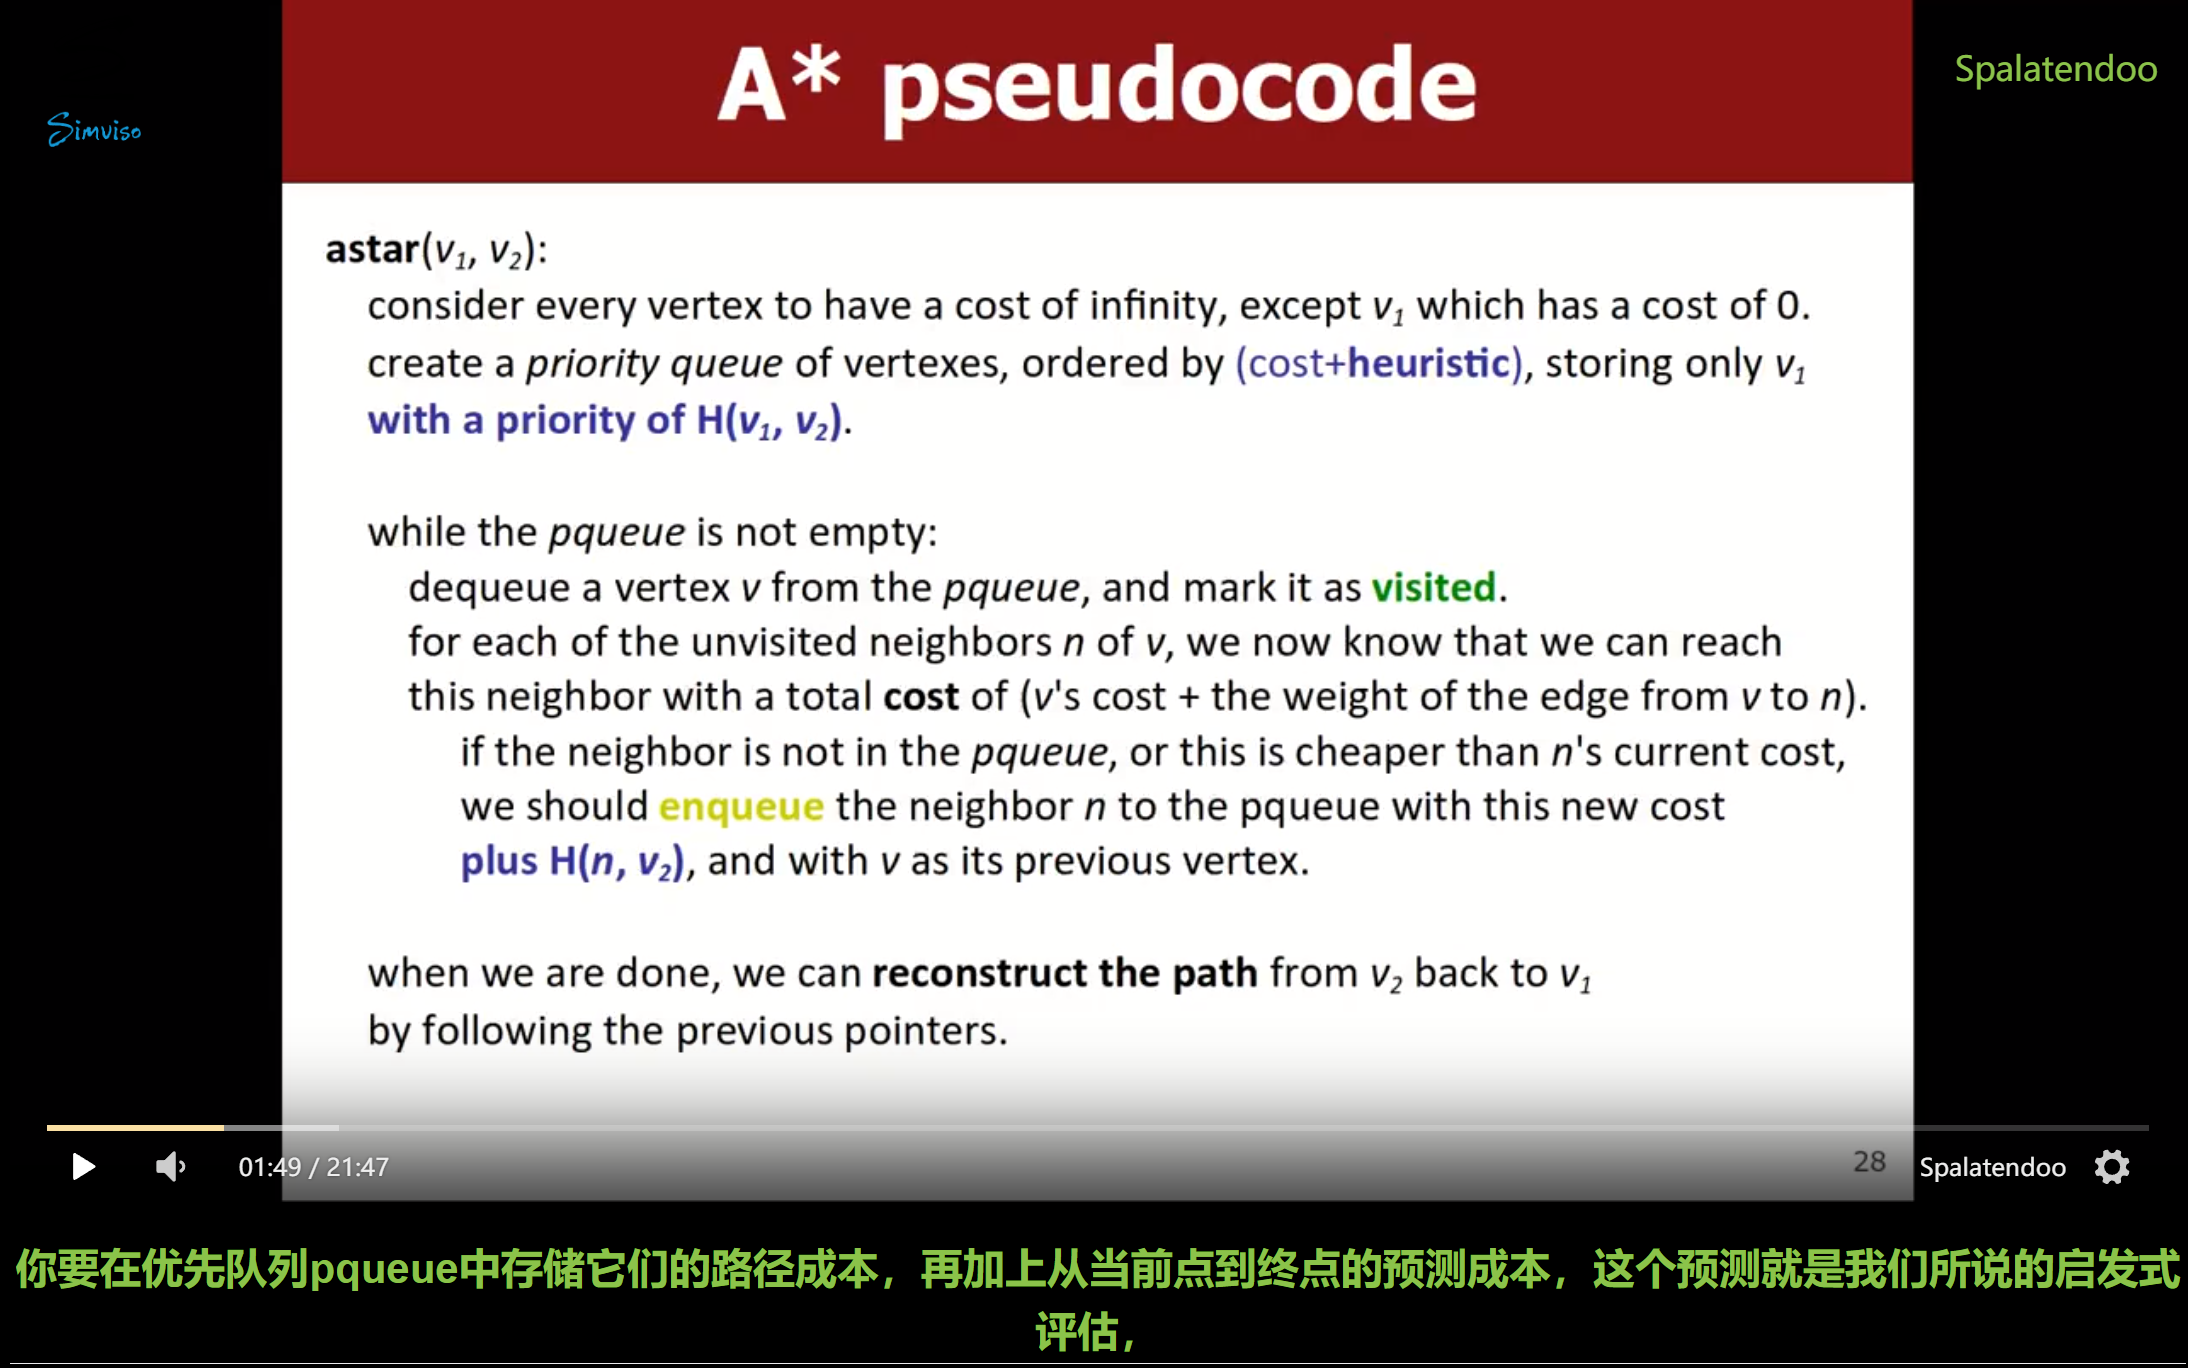 A* pseudocode
Spalatendoo
Simviso
astar(v1, v2):
consider every vertex to have a cost of infinity, except v1 which has a cost of 0.
create a priority queue of vertexes, ordered by (cost+heuristic), storing only v1
with a priority of H(v1, v2).
while the pqueue is not empty:
dequeue a vertex v from the pqueue, and mark it as visited.
for each of the unvisited neighbors n of v, we now know that we can reach
this neighbor with a total cost of (v's cost + the weight of the edge from v to n).
if the neighbor is not in the pqueue, or this is cheaper than n's current cost,
we should enqueue the neighbor n to the pqueue with this new cost
plus H(n, v2), and with v as its previous vertex.
when we are done, we can reconstruct the path from v2 back to v1
by following the previous pointers.
01:49 / 21:47
28
Spalatendoo
你要在优先队列pqueue中存储它们的路径成本，再加上从当前点到终点的预测成本，这个预测就是我们所说的启发式
评估，